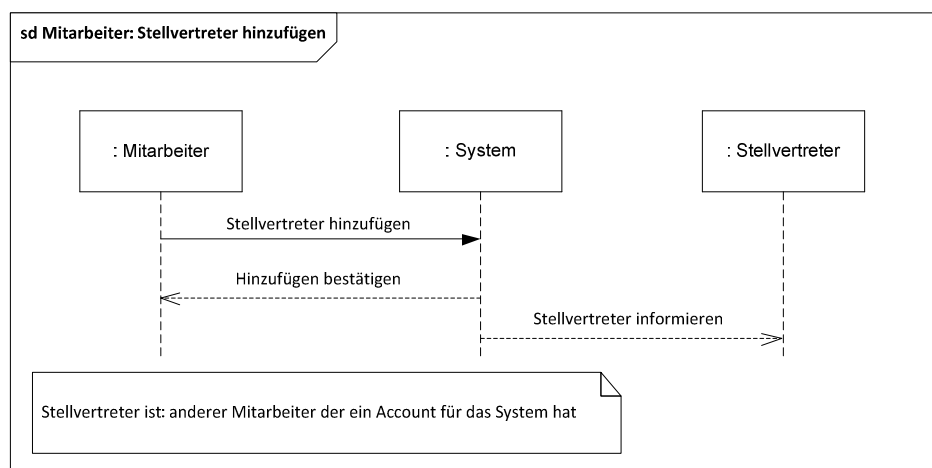 sd Mitarbeiter: Stellvertreter hinzufügen
: Mitarbeiter
: System
: Stellvertreter
Stellvertreter hinzufügen
Hinzufügen bestätigen
Stellvertreter informieren
Stellvertreter ist: anderer Mitarbeiter der ein Account für das System hat